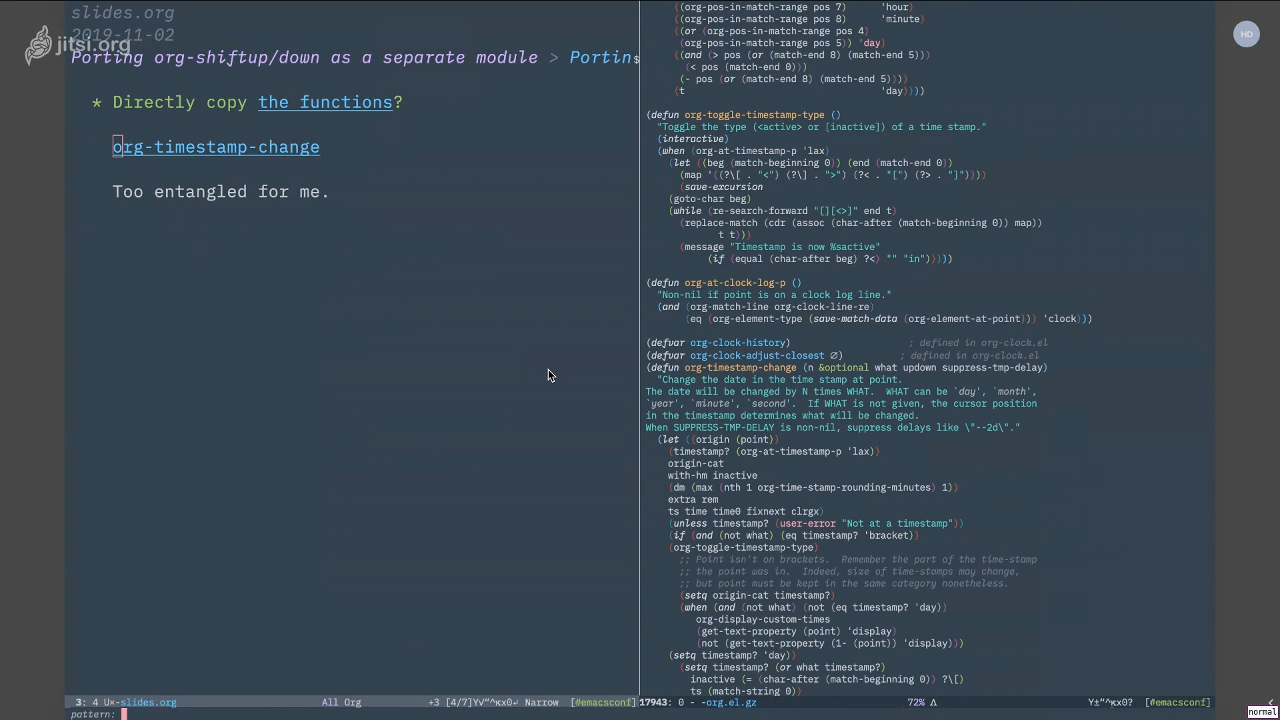 slides.org
2019-11-02
jitsi.org
Porting org-shiftup/down as a separate module > Portin$
* Directly copy the functions?
org-timestamp-change
Too entangled for me.
((org-pos-in-match-range pos 7)      'hour)
((org-pos-in-match-range pos 8)      'minute)
((or (org-pos-in-match-range pos 4)
(org-pos-in-match-range pos 5)) 'day)
((and (> pos (or (match-end 8) (match-end 5)))
(< pos (match-end 0)))
(- pos (or (match-end 8) (match-end 5))))
(t                   'day))))
(defun org-toggle-timestamp-type ()
"Toggle the type (<active> or [inactive]) of a time stamp."
(interactive)
(when (org-at-timestamp-p 'lax)
(let ((beg (match-beginning 0)) (end (match-end 0))
(map '((?\[ . "<") (?\] . ">") (?< . "[") (?> . "]"))))
(save-excursion
(goto-char beg)
(while (re-search-forward "[][<>]" end t)
(replace-match (cdr (assoc (char-after (match-beginning 0)) map))
t t)))
(message "Timestamp is now %sactive"
(if (equal (char-after beg) ?<) "" "in")))))
(defun org-at-clock-log-p ()
"Non-nil if point is on a clock log line."
(and (org-match-line org-clock-line-re)
(eq (org-element-type (save-match-data (org-element-at-point))) 'clock)))
(defvar org-clock-history)                     ; defined in org-clock.el
(defvar org-clock-adjust-closest ∅)           ; defined in org-clock.el
(defun org-timestamp-change (n &optional what updown suppress-tmp-delay)
"Change the date in the time stamp at point.
The date will be changed by N times WHAT.  WHAT can be `day', `month',
`year', `minute', `second'.  If WHAT is not given, the cursor position
in the timestamp determines what will be changed.
When SUPPRESS-TMP-DELAY is non-nil, suppress delays like \"--2d\"."
(let ((origin (point))
(timestamp? (org-at-timestamp-p 'lax))
origin-cat
with-hm inactive
(dm (max (nth 1 org-time-stamp-rounding-minutes) 1))
extra rem
ts time time0 fixnext clrgx)
(unless timestamp? (user-error "Not at a timestamp"))
(if (and (not what) (eq timestamp? 'bracket))
(org-toggle-timestamp-type)
;; Point isn't on brackets.  Remember the part of the time-stamp
;; the point was in.  Indeed, size of time-stamps may change,
;; but point must be kept in the same category nonetheless.
(setq origin-cat timestamp?)
(when (and (not what) (not (eq timestamp? 'day))
org-display-custom-times
(get-text-property (point) 'display)
(not (get-text-property (1- (point)) 'display)))
(setq timestamp? 'day))
(setq timestamp? (or what timestamp?)
inactive (= (char-after (match-beginning 0)) ?\[)
ts (match-string 0))
3: 4 U×-slides.org All Org +3 [4/7] Narrow [#emacsconf]
17943: 0 - -org.el.gz 72% Δ [#emacsconf]
pattern:
HD
normal